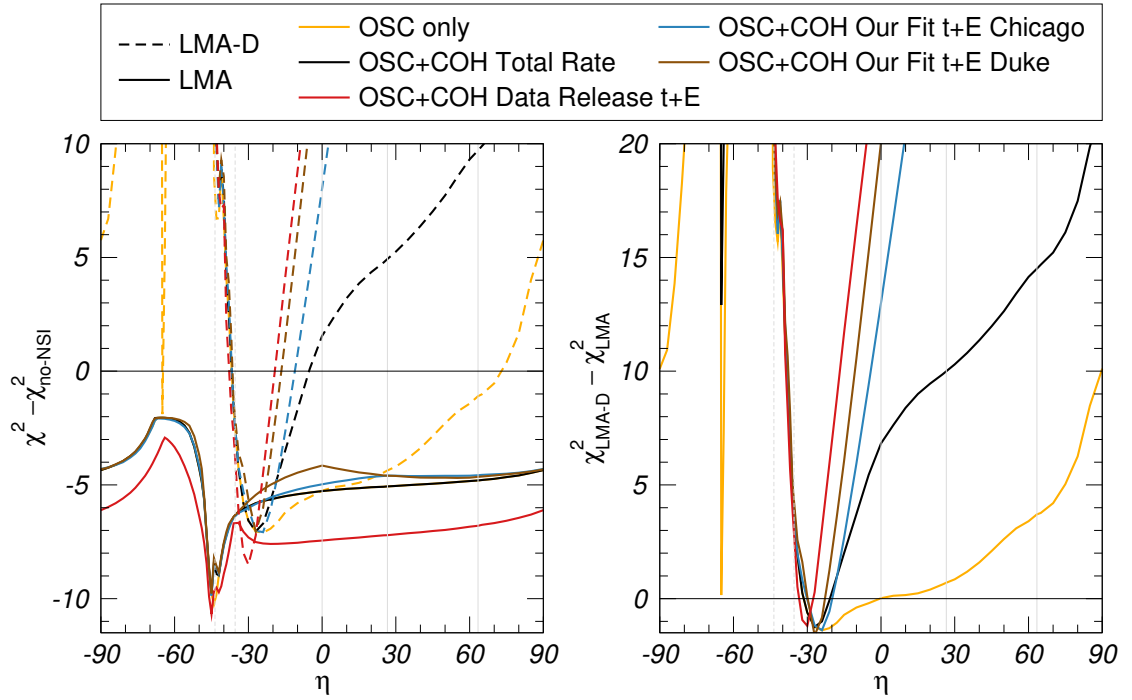 LMA-D
LMA
OSC only
OSC+COH Total Rate
OSC+COH Data Release t+E
OSC+COH Our Fit t+E Chicago
OSC+COH Our Fit t+E Duke
10
5
0
-5
-10
χ² − χ²no-NSI
-90 -60 -30 0 30 60 90
η
20
15
10
5
0
χ²LMA-D − χ²LMA
-90 -60 -30 0 30 60 90
η